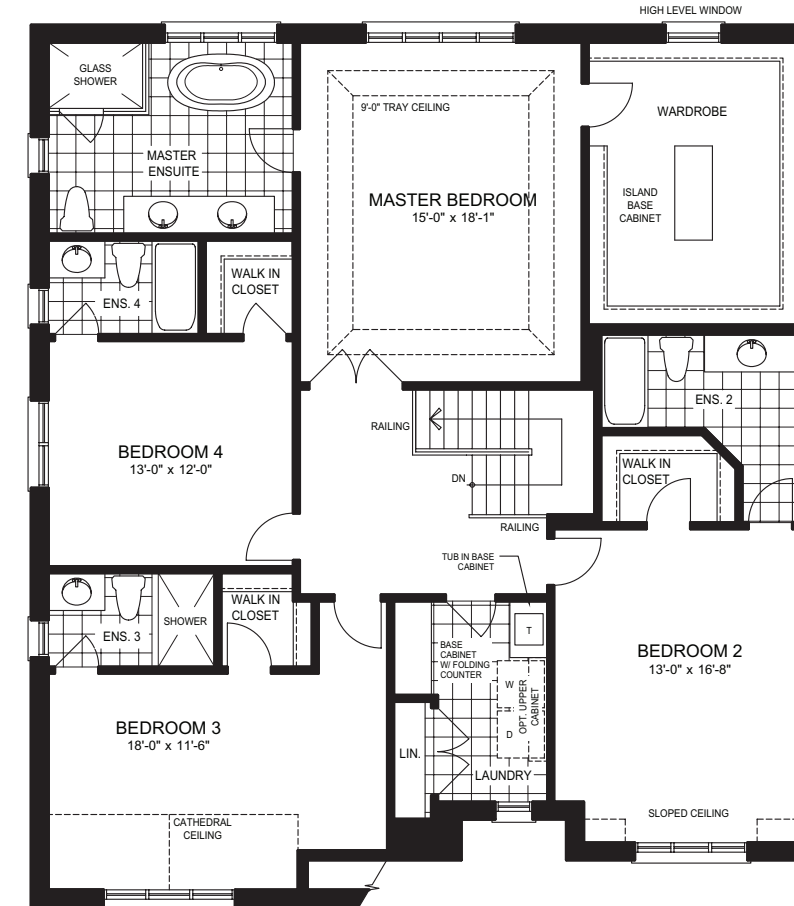 HIGH LEVEL WINDOW
GLASS
SHOWER
MASTER
ENSUITE
9'-0" TRAY CEILING
MASTER BEDROOM
15'-0" x 18'-1"
WARDROBE
ISLAND
BASE
CABINET
ENS. 4
WALK IN
CLOSET
BEDROOM 4
13'-0" x 12'-0"
RAILING
DN
RAILING
ENS. 2
WALK IN
CLOSET
TUB IN BASE
CABINET
ENS. 3
SHOWER
WALK IN
CLOSET
BASE
CABINET
W/ FOLDING
COUNTER
T
W
D
OPT. UPPER
CABINET
LIN.
LAUNDRY
BEDROOM 2
13'-0" x 16'-8"
BEDROOM 3
18'-0" x 11'-6"
CATHEDRAL
CEILING
SLOPED CEILING